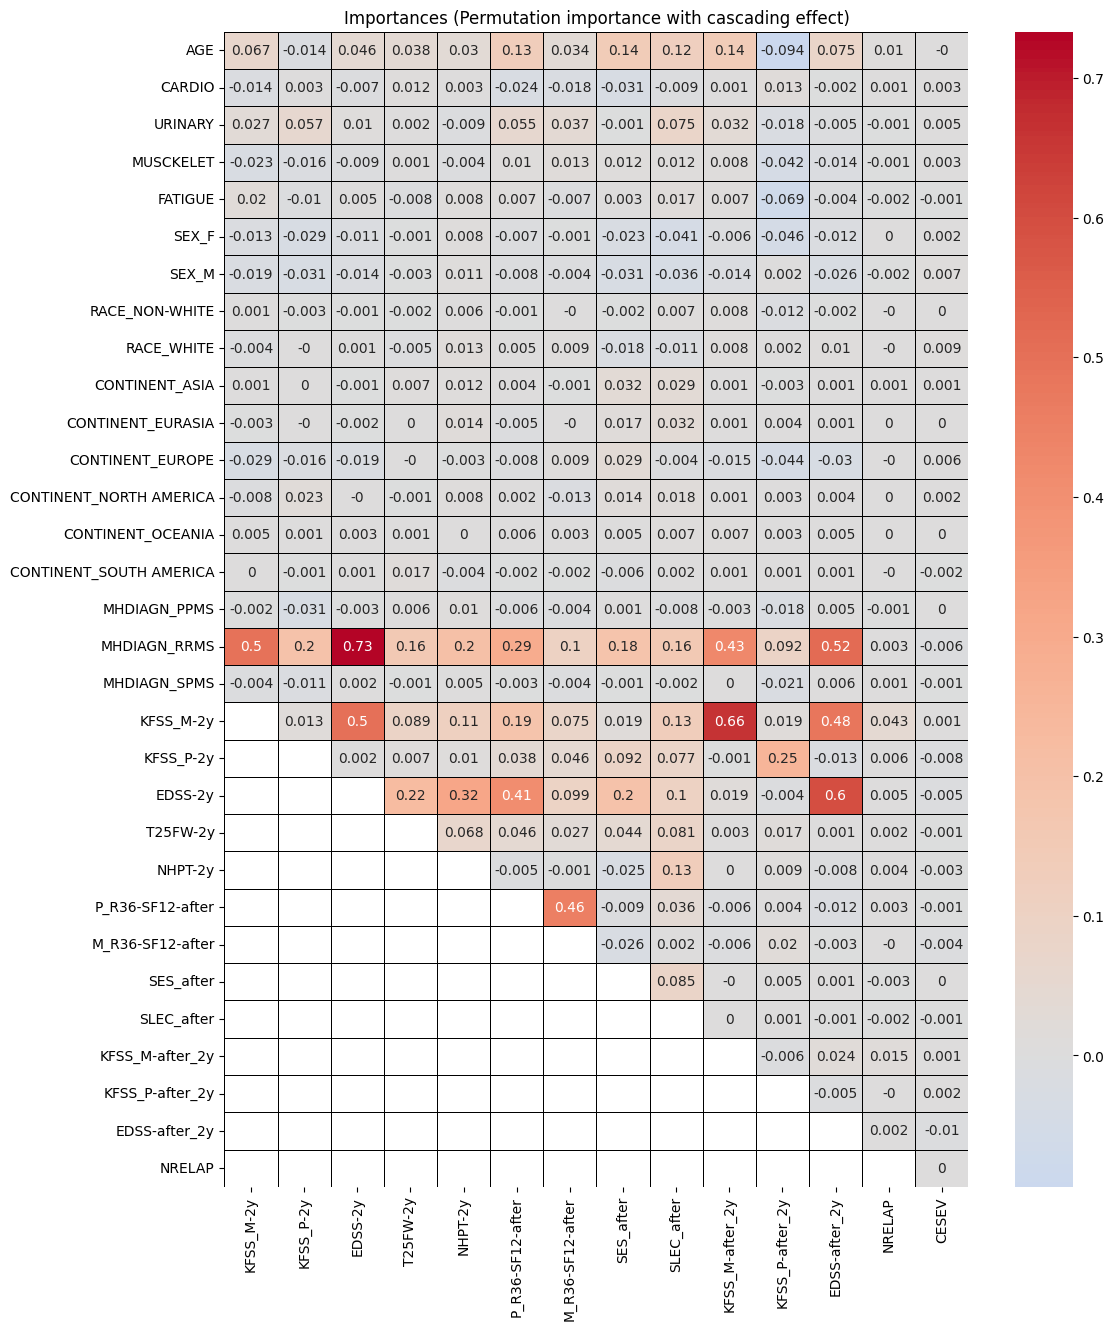 Importances (Permutation importance with cascading effect)
AGE 0.067 -0.014 0.046 0.038 0.03 0.13 0.034 0.14 0.12 0.14 -0.094 0.075 0.01 -0
CARDIO -0.014 0.003 -0.007 0.012 0.003 -0.024 -0.018 -0.031 -0.009 0.001 0.013 -0.002 0.001 0.003
URINARY 0.027 0.057 0.01 0.002 -0.009 0.055 0.037 -0.001 0.075 0.032 -0.018 -0.005 -0.001 0.005
MUSCKELET -0.023 -0.016 -0.009 0.001 -0.004 0.01 0.013 0.012 0.012 0.008 -0.042 -0.014 -0.001 0.003
FATIGUE 0.02 -0.01 0.005 -0.008 0.008 0.007 -0.007 0.003 0.017 0.007 -0.069 -0.004 -0.002 -0.001
SEX_F -0.013 -0.029 -0.011 -0.001 0.008 -0.007 -0.001 -0.023 -0.041 -0.006 -0.046 -0.012 0 0.002
SEX_M -0.019 -0.031 -0.014 -0.003 0.011 -0.008 -0.004 -0.031 -0.036 -0.014 0.002 -0.026 -0.002 0.007
RACE_NON-WHITE 0.001 -0.003 -0.001 -0.002 0.006 -0.001 -0 -0.002 0.007 0.008 -0.012 -0.002 -0 0
RACE_WHITE -0.004 -0 0.001 -0.005 0.013 0.005 0.009 -0.018 -0.011 0.008 0.002 0.01 -0 0.009
CONTINENT_ASIA 0.001 0 -0.001 0.007 0.012 0.004 -0.001 0.032 0.029 0.001 -0.003 0.001 0.001 0.001
CONTINENT_EURASIA -0.003 -0 -0.002 0 0.014 -0.005 -0 0.017 0.032 0.001 0.004 0.001 0 0
CONTINENT_EUROPE -0.029 -0.016 -0.019 -0 -0.003 -0.008 0.009 0.029 -0.004 -0.015 -0.044 -0.03 -0 0.006
CONTINENT_NORTH AMERICA -0.008 0.023 -0 -0.001 0.008 0.002 -0.013 0.014 0.018 0.001 0.003 0.004 0 0.002
CONTINENT_OCEANIA 0.005 0.001 0.003 0.001 0 0.006 0.003 0.005 0.007 0.007 0.003 0.005 0 0
CONTINENT_SOUTH AMERICA 0 -0.001 0.001 0.017 -0.004 -0.002 -0.002 -0.006 0.002 0.001 0.001 0.001 -0 -0.002
MHDIAGN_PPMS -0.002 -0.031 -0.003 0.006 0.01 -0.006 -0.004 0.001 -0.008 -0.003 -0.018 0.005 -0.001 0
MHDIAGN_RRMS 0.5 0.2 0.73 0.16 0.2 0.29 0.1 0.18 0.16 0.43 0.092 0.52 0.003 -0.006
MHDIAGN_SPMS -0.004 -0.011 0.002 -0.001 0.005 -0.003 -0.004 -0.001 -0.002 0 -0.021 0.006 0.001 -0.001
KFSS_M-2y 0.013 0.5 0.089 0.11 0.19 0.075 0.019 0.13 0.66 0.019 0.48 0.043 0.001
KFSS_P-2y 0.002 0.007 0.01 0.038 0.046 0.092 0.077 -0.001 0.25 -0.013 0.006 -0.008
EDSS-2y 0.22 0.32 0.41 0.099 0.2 0.1 0.019 -0.004 0.6 0.005 -0.005
T25FW-2y 0.068 0.046 0.027 0.044 0.081 0.003 0.017 0.001 0.002 -0.001
NHPT-2y -0.005 -0.001 -0.025 0.13 0 0.009 -0.008 0.004 -0.003
P_R36-SF12-after 0.46 -0.009 0.036 -0.006 0.004 -0.012 0.003 -0.001
M_R36-SF12-after -0.026 0.002 -0.006 0.02 -0.003 -0 -0.004
SES_after 0.085 -0 0.005 0.001 -0.003 0
SLEC_after 0 0.001 -0.001 -0.002 -0.001
KFSS_M-after_2y -0.006 0.024 0.015 0.001
KFSS_P-after_2y -0.005 -0 0.002
EDSS-after_2y 0.002 -0.01
NRELAP 0
KFSS_M-2y
KFSS_P-2y
EDSS-2y
T25FW-2y
NHPT-2y
P_R36-SF12-after
M_R36-SF12-after
SES_after
SLEC_after
KFSS_M-after_2y
KFSS_P-after_2y
EDSS-after_2y
NRELAP
CESEV
0.7
0.6
0.5
0.4
0.3
0.2
0.1
0.0